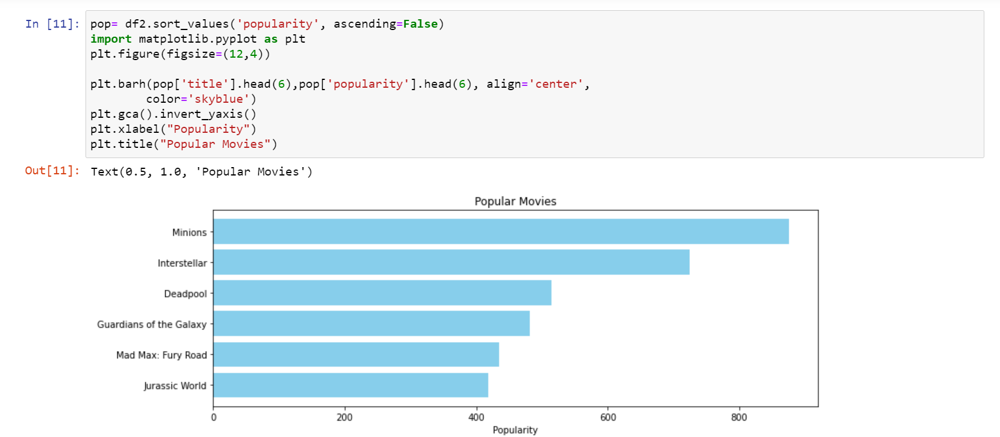 In [11]: pop= df2.sort_values('popularity', ascending=False)
import matplotlib.pyplot as plt
plt.figure(figsize=(12,4))
plt.barh(pop['title'].head(6),pop['popularity'].head(6), align='center',
color='skyblue')
plt.gca().invert_yaxis()
plt.xlabel("Popularity")
plt.title("Popular Movies")
Out[11]: Text(0.5, 1.0, 'Popular Movies')
Popular Movies
Minions
Interstellar
Deadpool
Guardians of the Galaxy
Mad Max: Fury Road
Jurassic World
0 200 400 600 800
Popularity